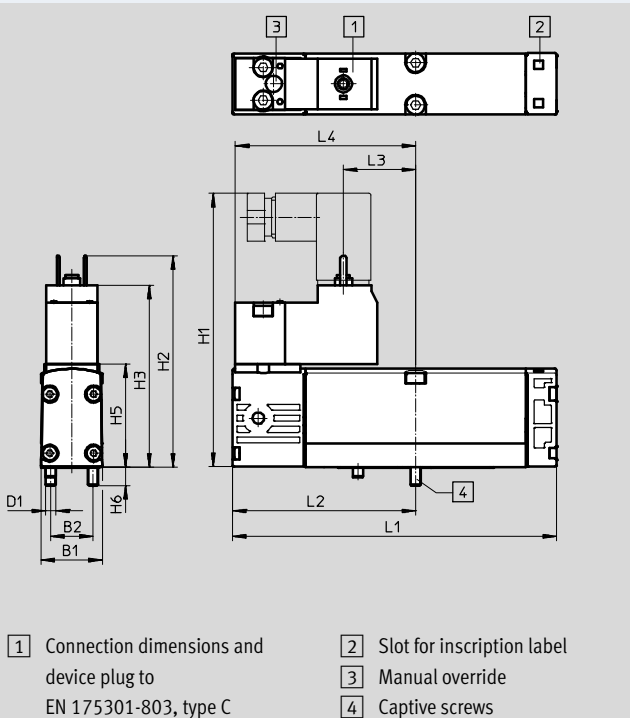 3 1 2
L4
L3
H1
H2
H3
H5
H6
D1
B2
B1
L2
L1
4
1 Connection dimensions and
device plug to
EN 175301-803, type C
2 Slot for inscription label
3 Manual override
4 Captive screws